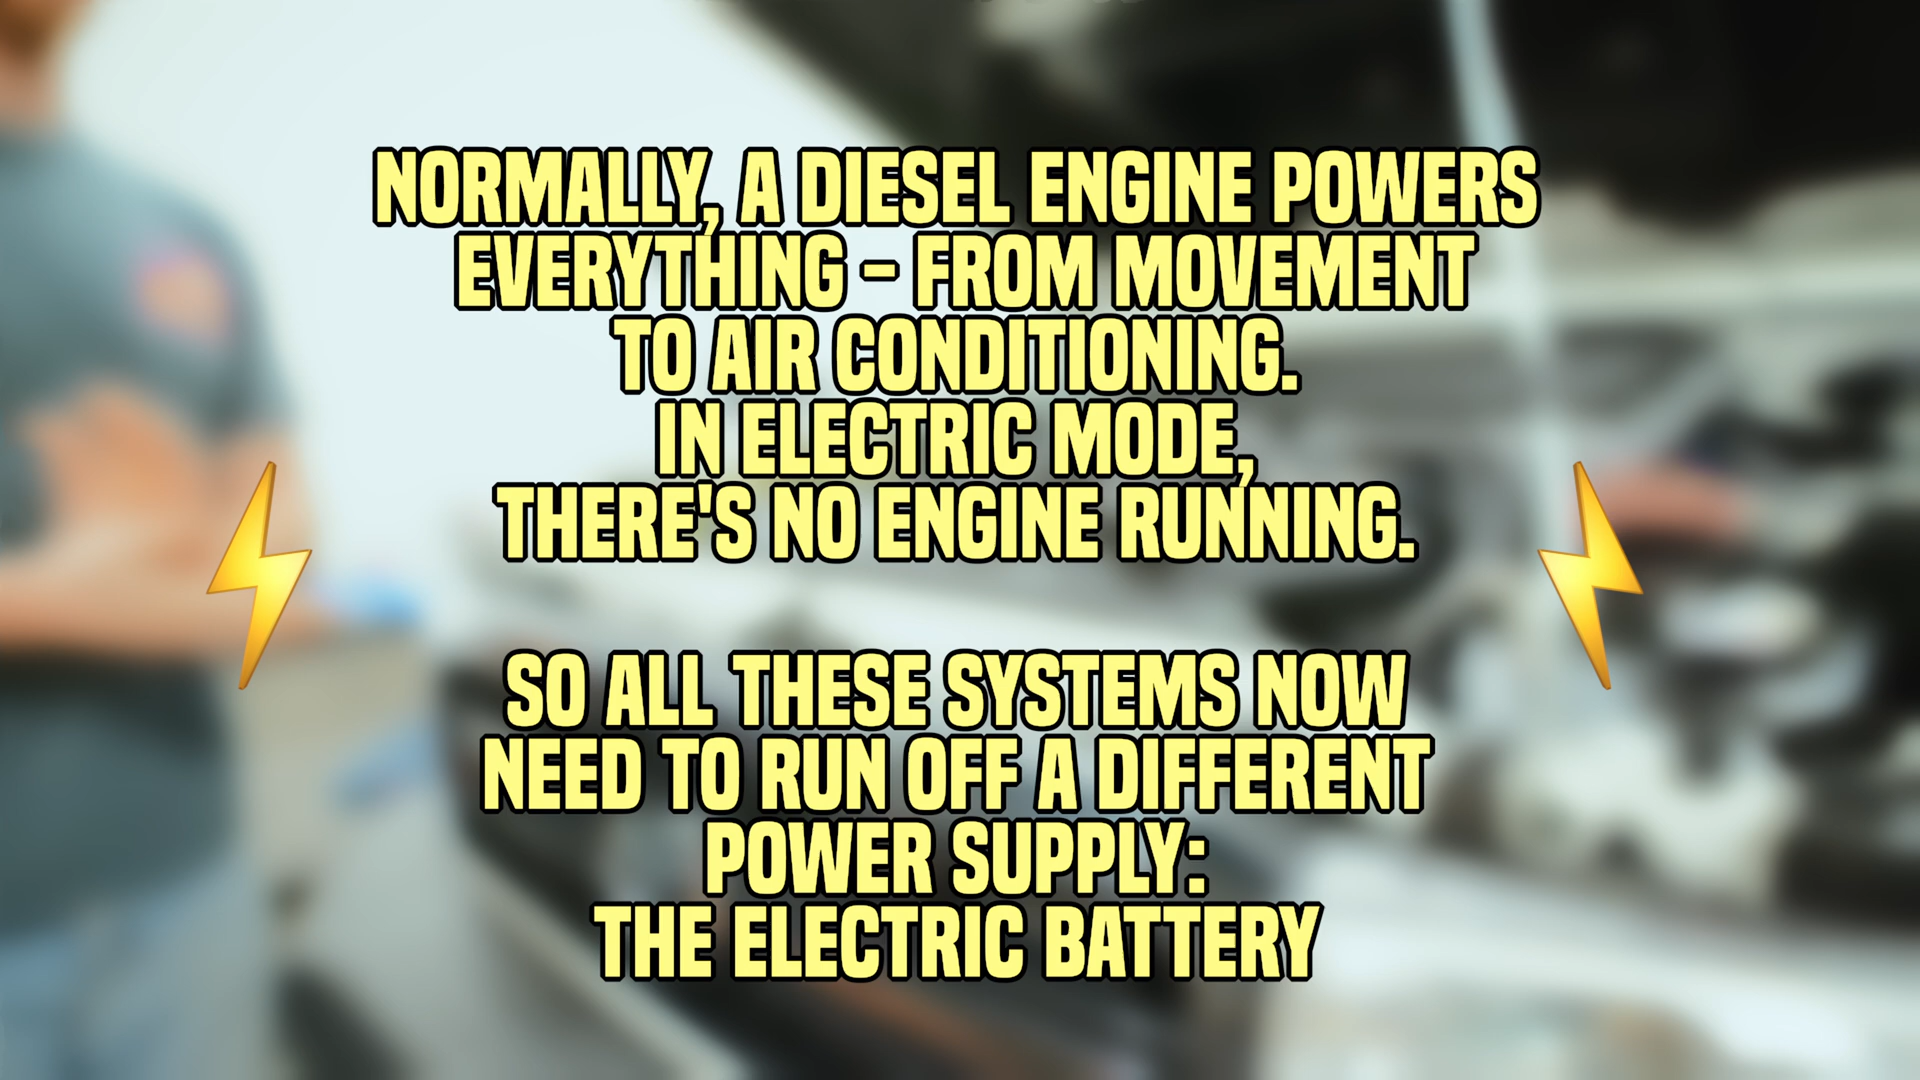 NORMALLY, A DIESEL ENGINE POWERS
EVERYTHING – FROM MOVEMENT
TO AIR CONDITIONING.
IN ELECTRIC MODE,
THERE'S NO ENGINE RUNNING.
SO ALL THESE SYSTEMS NOW
NEED TO RUN OFF A DIFFERENT
POWER SUPPLY:
THE ELECTRIC BATTERY